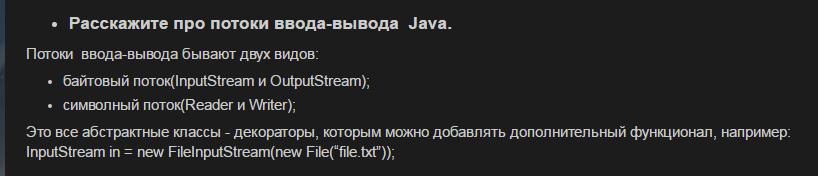 • Расскажите про потоки ввода-вывода  Java.
Потоки  ввода-вывода бывают двух видов:
• байтовый поток(InputStream и OutputStream);
• символный поток(Reader и Writer);
Это все абстрактные классы - декораторы, которым можно добавлять дополнительный функционал, например:
InputStream in = new FileInputStream(new File("file.txt”));